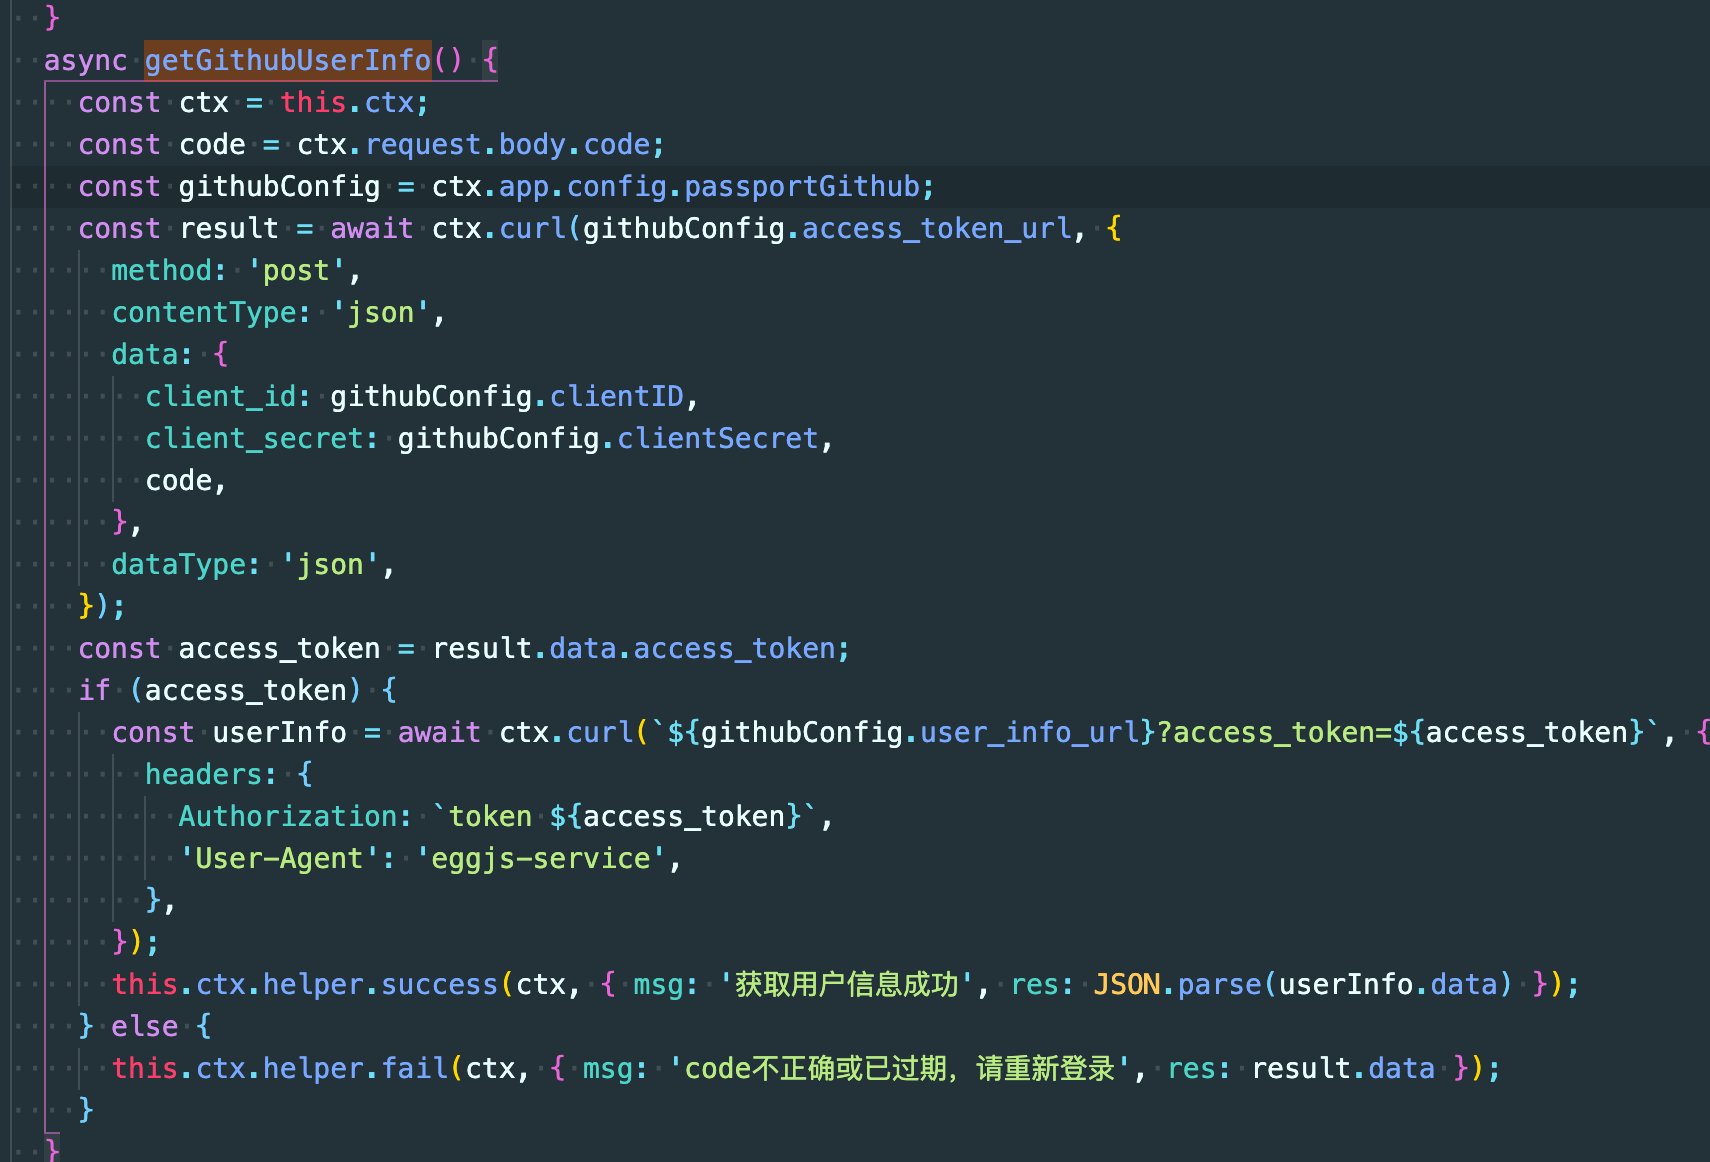 }
async getGithubUserInfo() {
const ctx = this.ctx;
const code = ctx.request.body.code;
const githubConfig = ctx.app.config.passportGithub;
const result = await ctx.curl(githubConfig.access_token_url, {
method: 'post',
contentType: 'json',
data: {
client_id: githubConfig.clientID,
client_secret: githubConfig.clientSecret,
code,
},
dataType: 'json',
});
const access_token = result.data.access_token;
if (access_token) {
const userInfo = await ctx.curl(`${githubConfig.user_info_url}?access_token=${access_token}`, {
headers: {
Authorization: `token ${access_token}`,
'User-Agent': 'eggjs-service',
},
});
this.ctx.helper.success(ctx, { msg: '获取用户信息成功', res: JSON.parse(userInfo.data) });
} else {
this.ctx.helper.fail(ctx, { msg: 'code不正确或已过期，请重新登录', res: result.data });
}
}